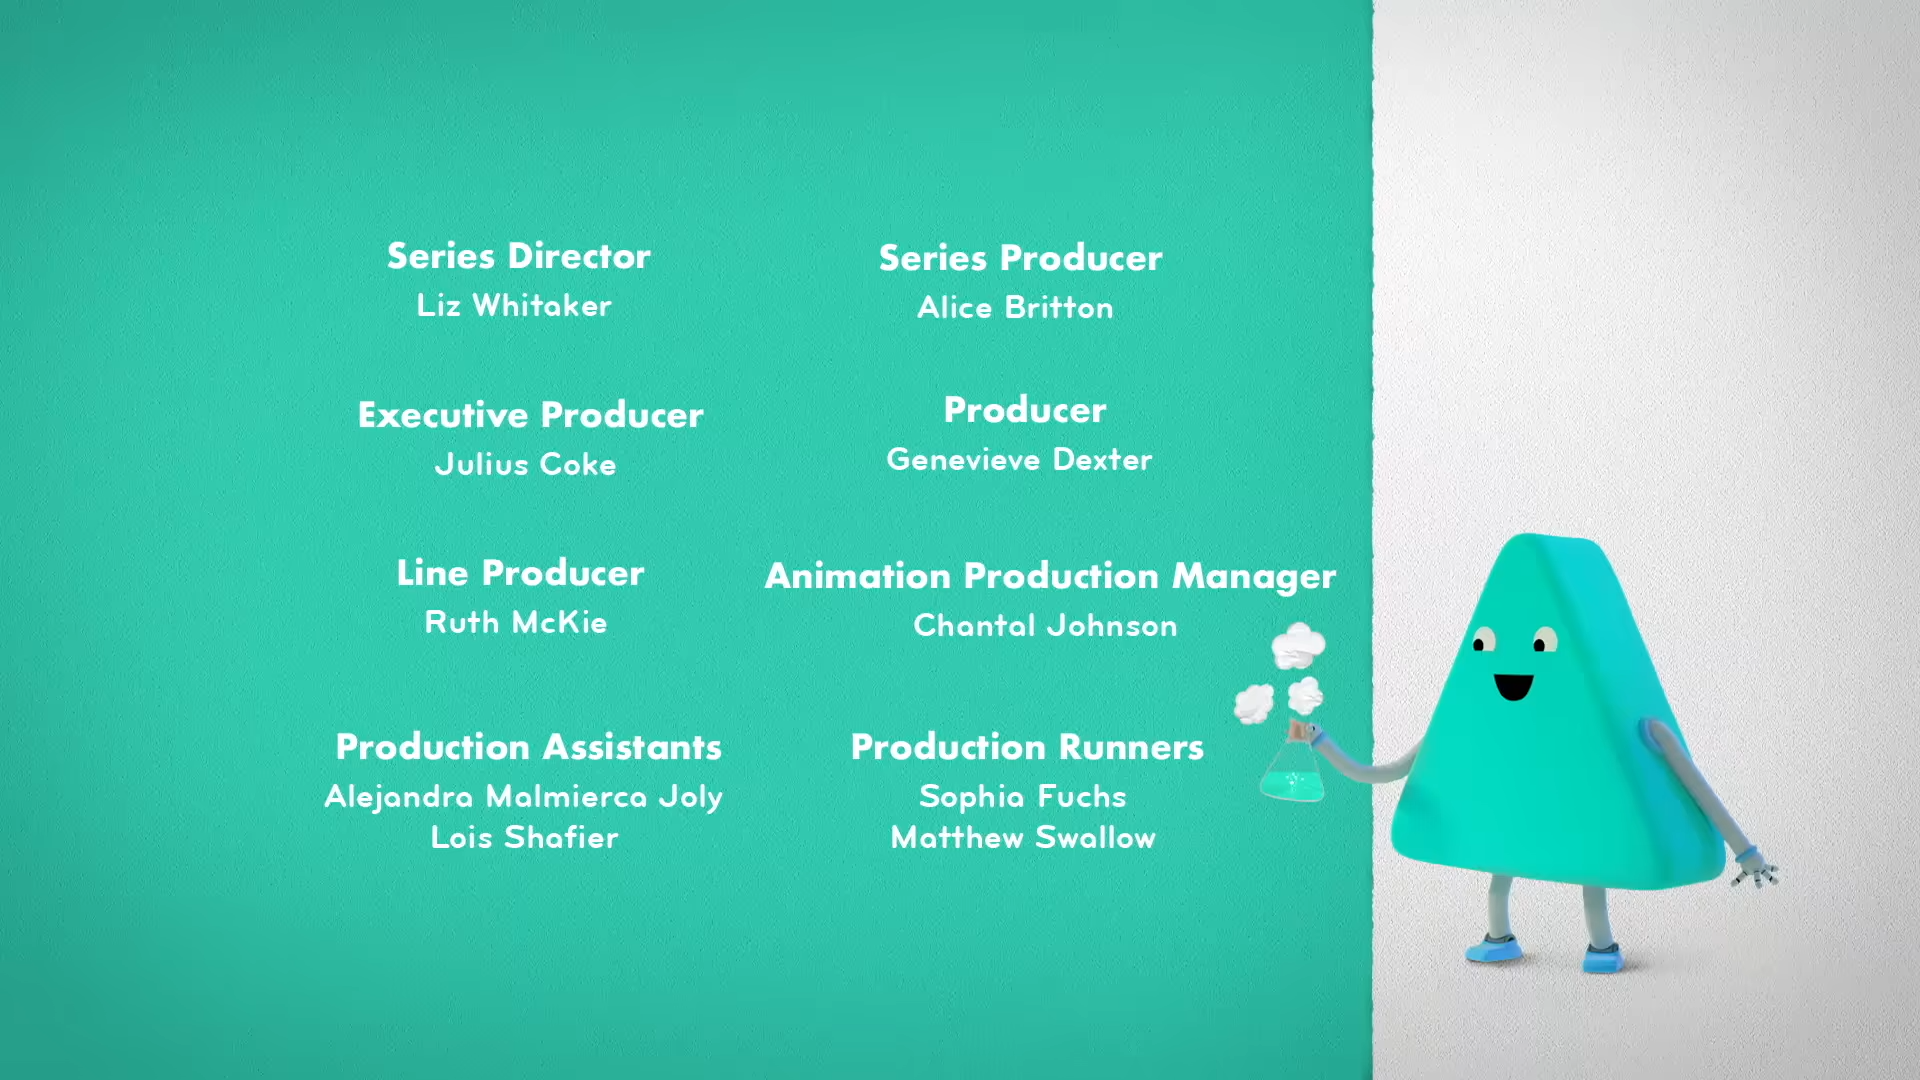 Series Director
Liz Whitaker
Series Producer
Alice Britton
Executive Producer
Julius Coke
Producer
Genevieve Dexter
Line Producer
Ruth McKie
Animation Production Manager
Chantal Johnson
Production Assistants
Alejandra Malmierca Joly
Lois Shafier
Production Runners
Sophia Fuchs
Matthew Swallow